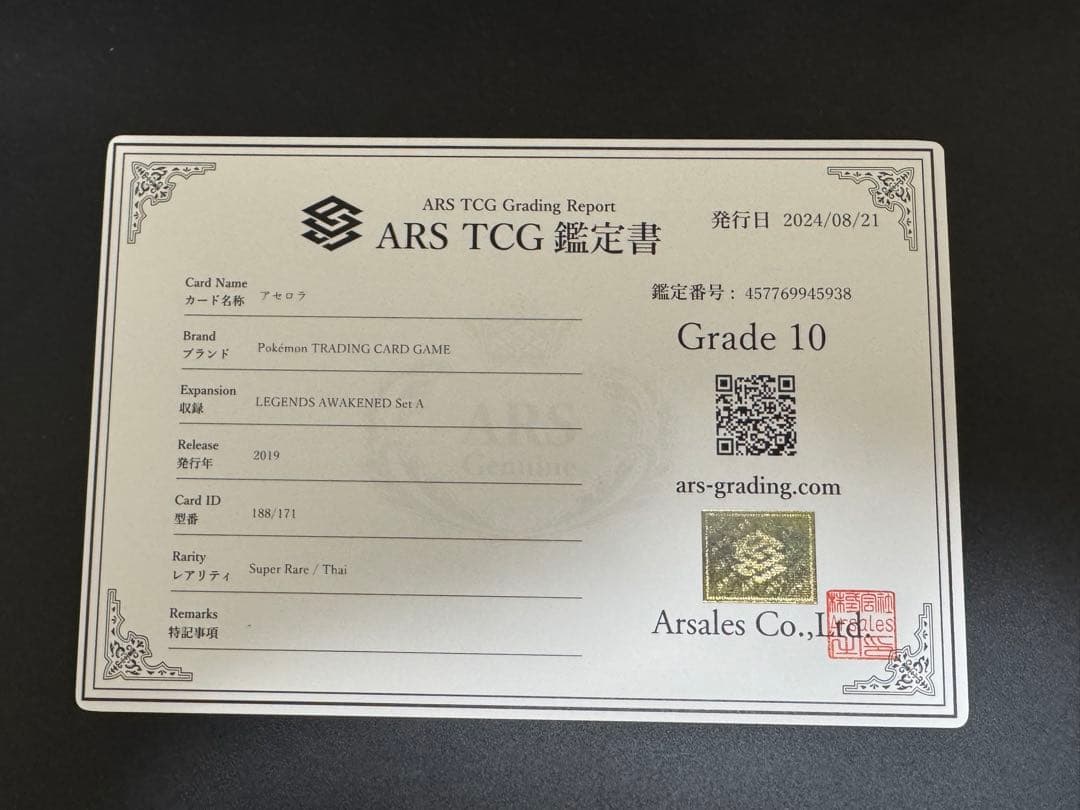 ARS TCG Grading Report
ARS TCG 鑑定書
発行日 2024/08/21
Card Name
カード名称 アセロラ
Brand
ブランド Pokémon TRADING CARD GAME
Expansion
収録 LEGENDS AWAKENED Set A
Release
発行年 2019
Card ID
型番 188/171
Rarity
レアリティ Super Rare / Thai
Remarks
特記事項 -
ARS
Genuine
鑑定番号： 457769945938
Grade 10
ars-grading.com
Arsales Co.,Ltd.
Arsales